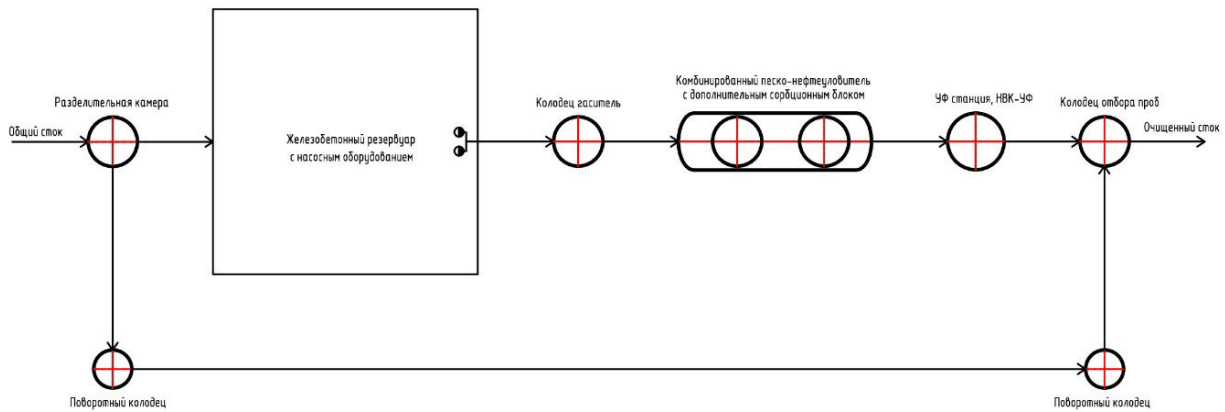 Общий сток
Разделительная камера
Железобетонный резервуар
с насосным оборудованием
Колодец гаситель
Комбинированный песко-нефтеуловитель
с дополнительным сорбционным блоком
УФ станция, НВК-УФ
Колодец отбора проб
Очищенный сток
Поворотный колодец
Поворотный колодец